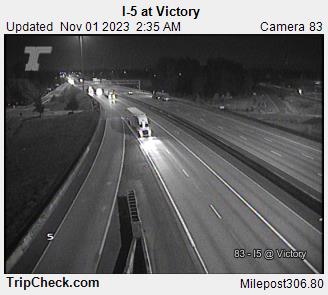 I-5 at Victory
Updated Nov 01 2023 2:35 AM Camera 83
T
S
83 - I5 @ Victory
TripCheck.com Milepost306.80